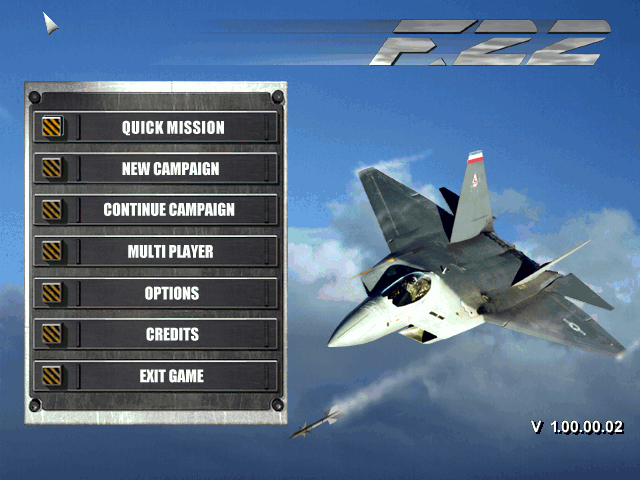 F-22
QUICK MISSION
NEW CAMPAIGN
CONTINUE CAMPAIGN
MULTI PLAYER
OPTIONS
CREDITS
EXIT GAME
V 1.00.00.02